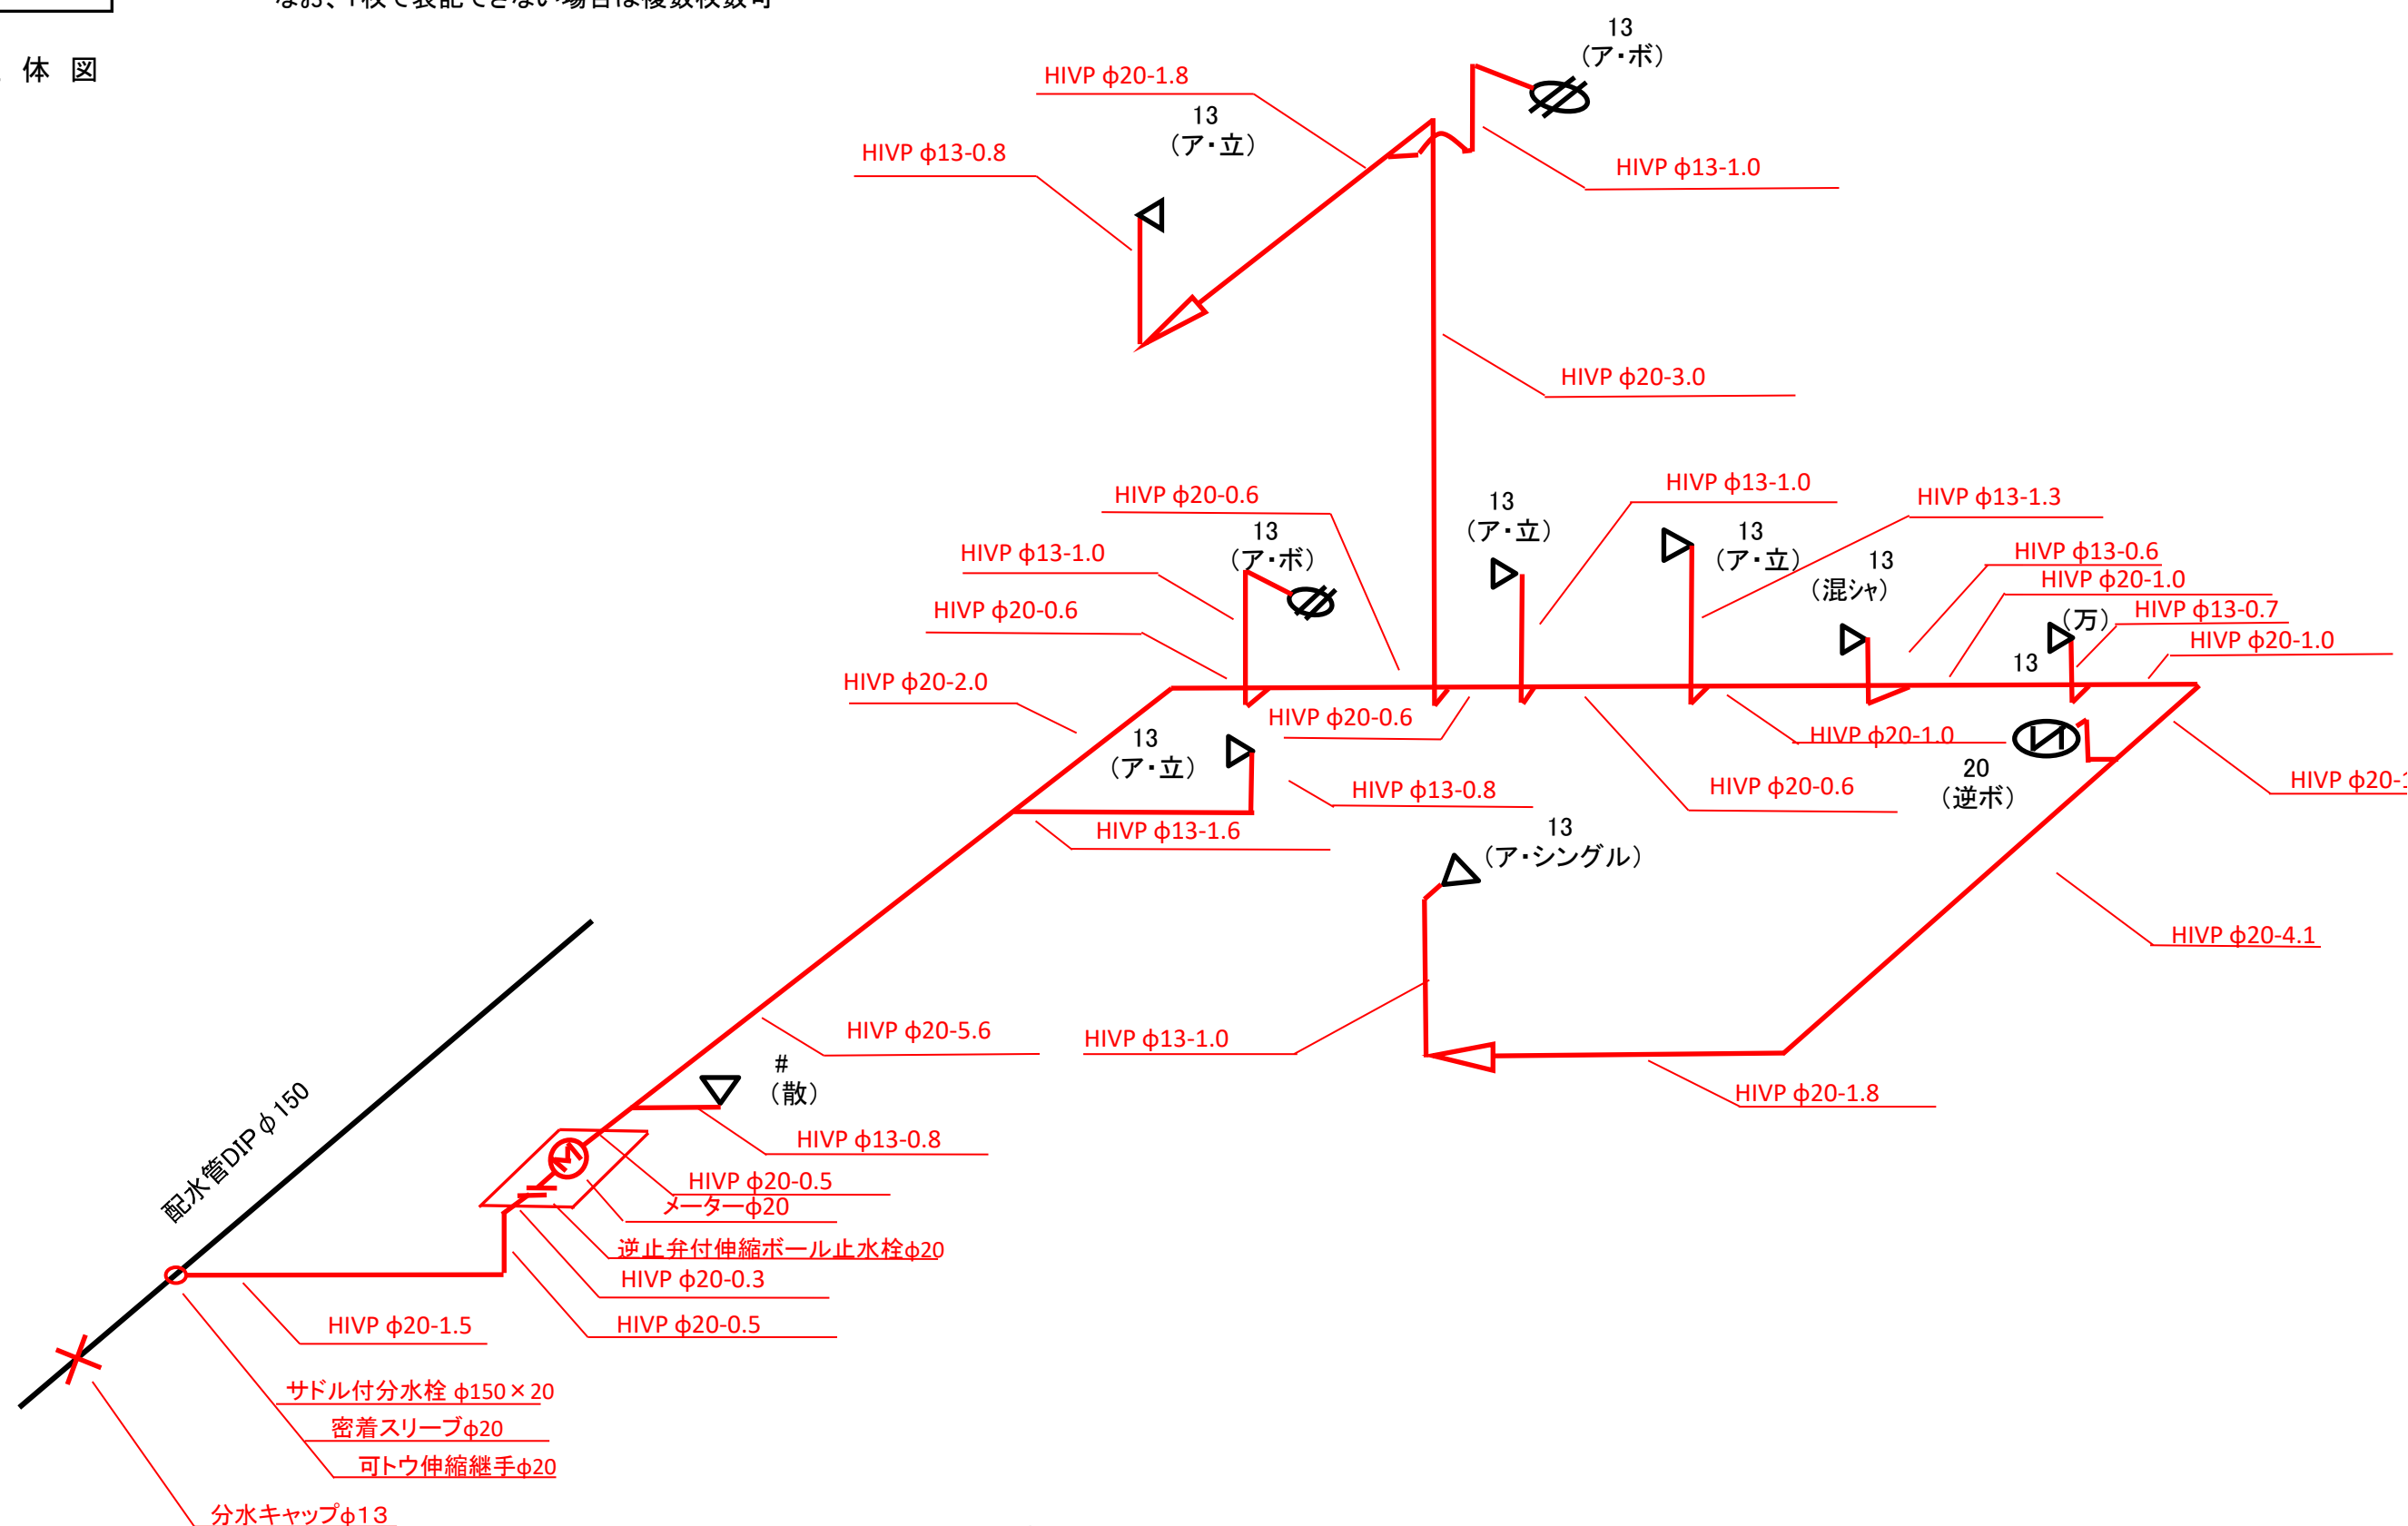 体 図
13
（ア・ボ）
HIVP φ20-1.8
13
（ア・立）
HIVP φ13-0.8
HIVP φ13-1.0
HIVP φ20-3.0
HIVP φ20-0.6
13
（ア・立）
HIVP φ13-1.0
HIVP φ13-1.3
13
（ア・ボ）
13
（ア・立）
HIVP φ13-1.0
HIVP φ13-0.6
13
（混シャ）
HIVP φ20-1.0
HIVP φ20-0.6
（万）
HIVP φ13-0.7
13
HIVP φ20-1.0
HIVP φ20-2.0
HIVP φ20-0.6
HIVP φ20-1.0
13
（ア・立）
HIVP φ13-0.8
HIVP φ20-0.6
20
（逆ボ）
HIVP φ20-1
HIVP φ13-1.6
13
（ア・シングル）
HIVP φ20-4.1
HIVP φ20-5.6
HIVP φ13-1.0
#
（散）
HIVP φ20-1.8
配水管DIPφ150
HIVP φ13-0.8
HIVP φ20-0.5
メーターφ20
逆止弁付伸縮ボール止水栓φ20
HIVP φ20-0.3
HIVP φ20-0.5
HIVP φ20-1.5
サドル付分水栓 φ150×20
密着スリーブφ20
可トウ伸縮継手φ20
分水キャップφ13